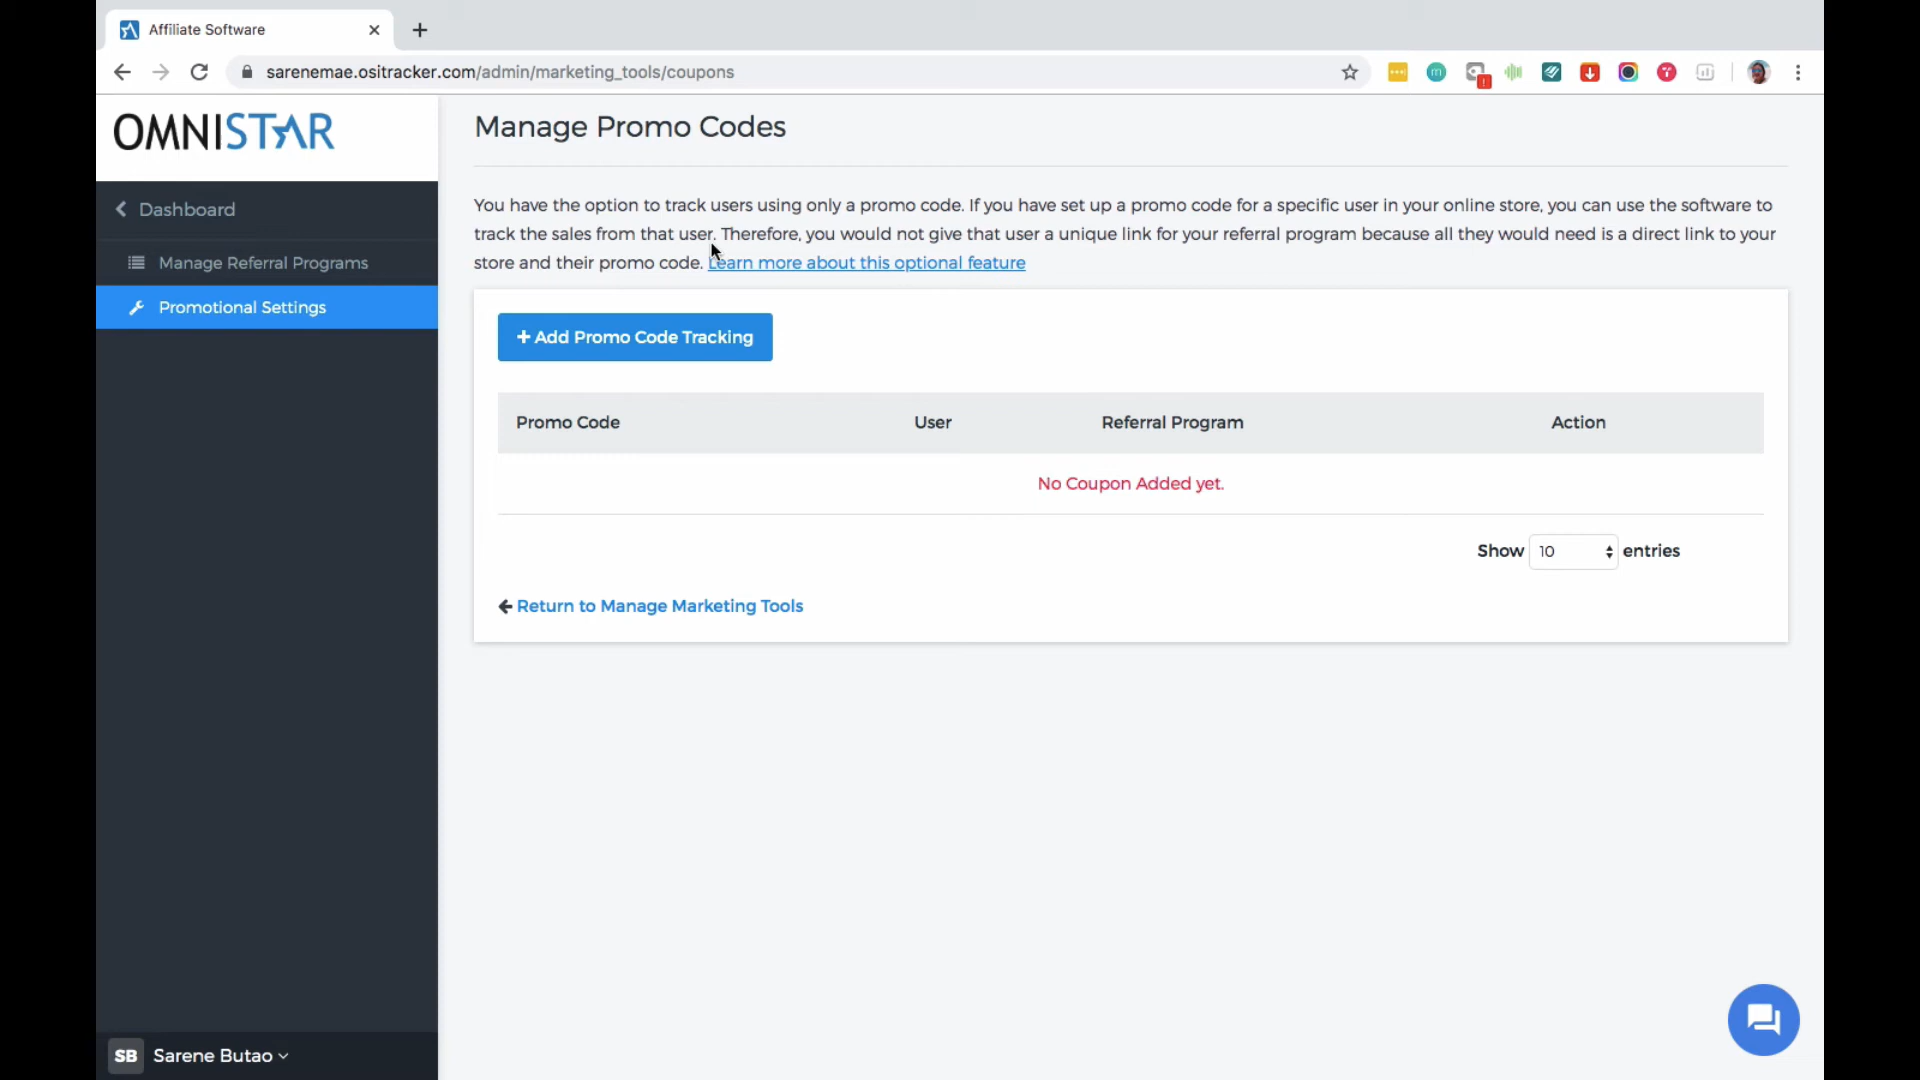 Affiliate Software
sarenemae.ositracker.com/admin/marketing_tools/coupons
OMNISTAR
Manage Promo Codes
Dashboard
Manage Referral Programs
Promotional Settings
You have the option to track users using only a promo code. If you have set up a promo code for a specific user in your online store, you can use the software to
track the sales from that user. Therefore, you would not give that user a unique link for your referral program because all they would need is a direct link to your
store and their promo code. Learn more about this optional feature
+ Add Promo Code Tracking
Promo Code User Referral Program Action
No Coupon Added yet.
Show 10 entries
Return to Manage Marketing Tools
SB Sarene Butao